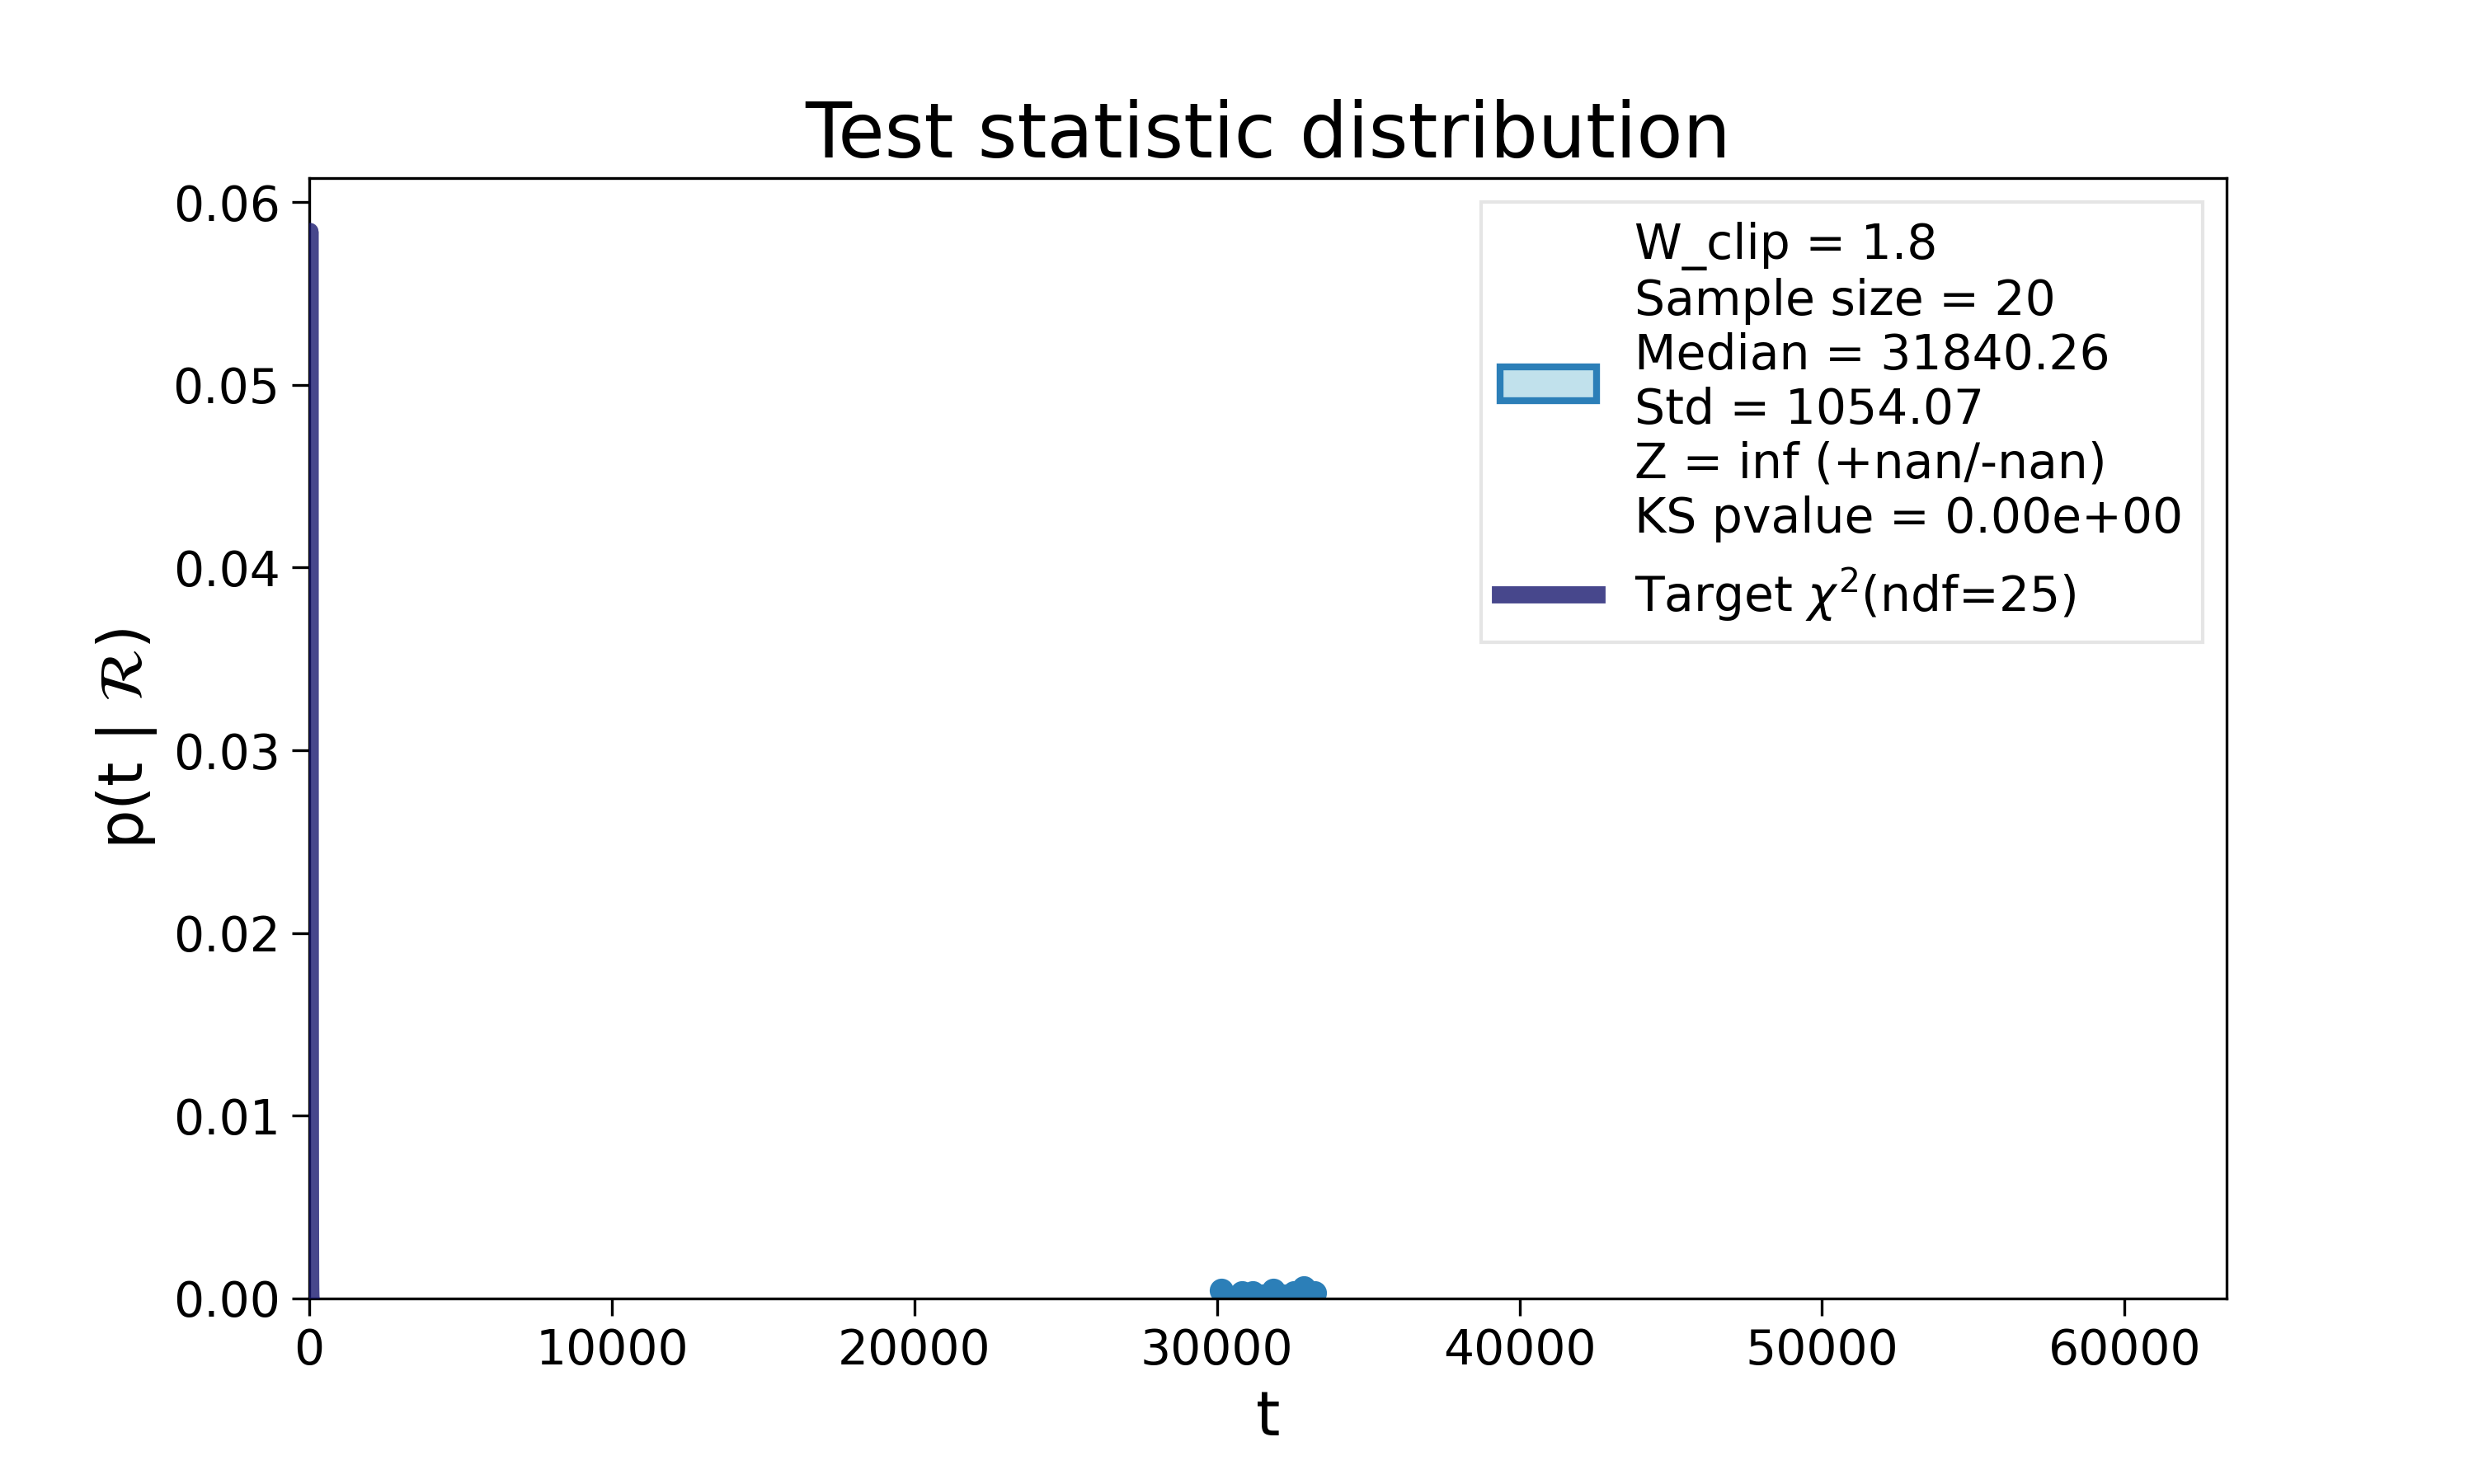 Test statistic distribution
W_clip = 1.8
Sample size = 20
Median = 31840.26
Std = 1054.07
Z = inf (+nan/-nan)
KS pvalue = 0.00e+00
Target χ²(ndf=25)
p(t | ℛ)
0.06
0.05
0.04
0.03
0.02
0.01
0.00
0 10000 20000 30000 40000 50000 60000
t